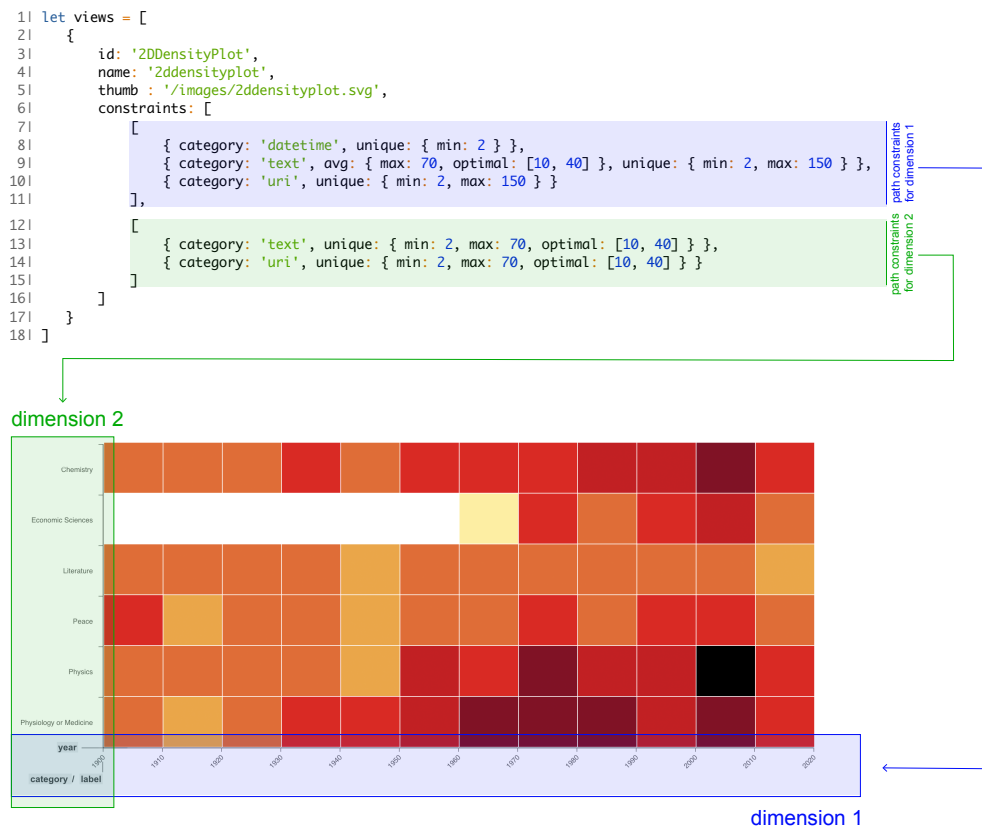 1| let views = [
2| {
3| id: '2DDensityPlot',
4| name: '2ddensityplot',
5| thumb : '/images/2ddensityplot.svg',
6| constraints: [
7| [
8| { category: 'datetime', unique: { min: 2 } },
9| { category: 'text', avg: { max: 70, optimal: [10, 40] }, unique: { min: 2, max: 150 } },
10| { category: 'uri', unique: { min: 2, max: 150 } }
11| ],
path constraints
for dimension 1
12| [
13| { category: 'text', unique: { min: 2, max: 70, optimal: [10, 40] } },
14| { category: 'uri', unique: { min: 2, max: 70, optimal: [10, 40] } }
15| ]
path constraints
for dimension 2
16| ]
17| }
18| ]
dimension 2
Chemistry
Economic Sciences
Literature
Peace
Physics
Physiology or Medicine
year
1900 1910 1920 1930 1940 1950 1960 1970 1980 1990 2000 2010 2020
category / label
dimension 1